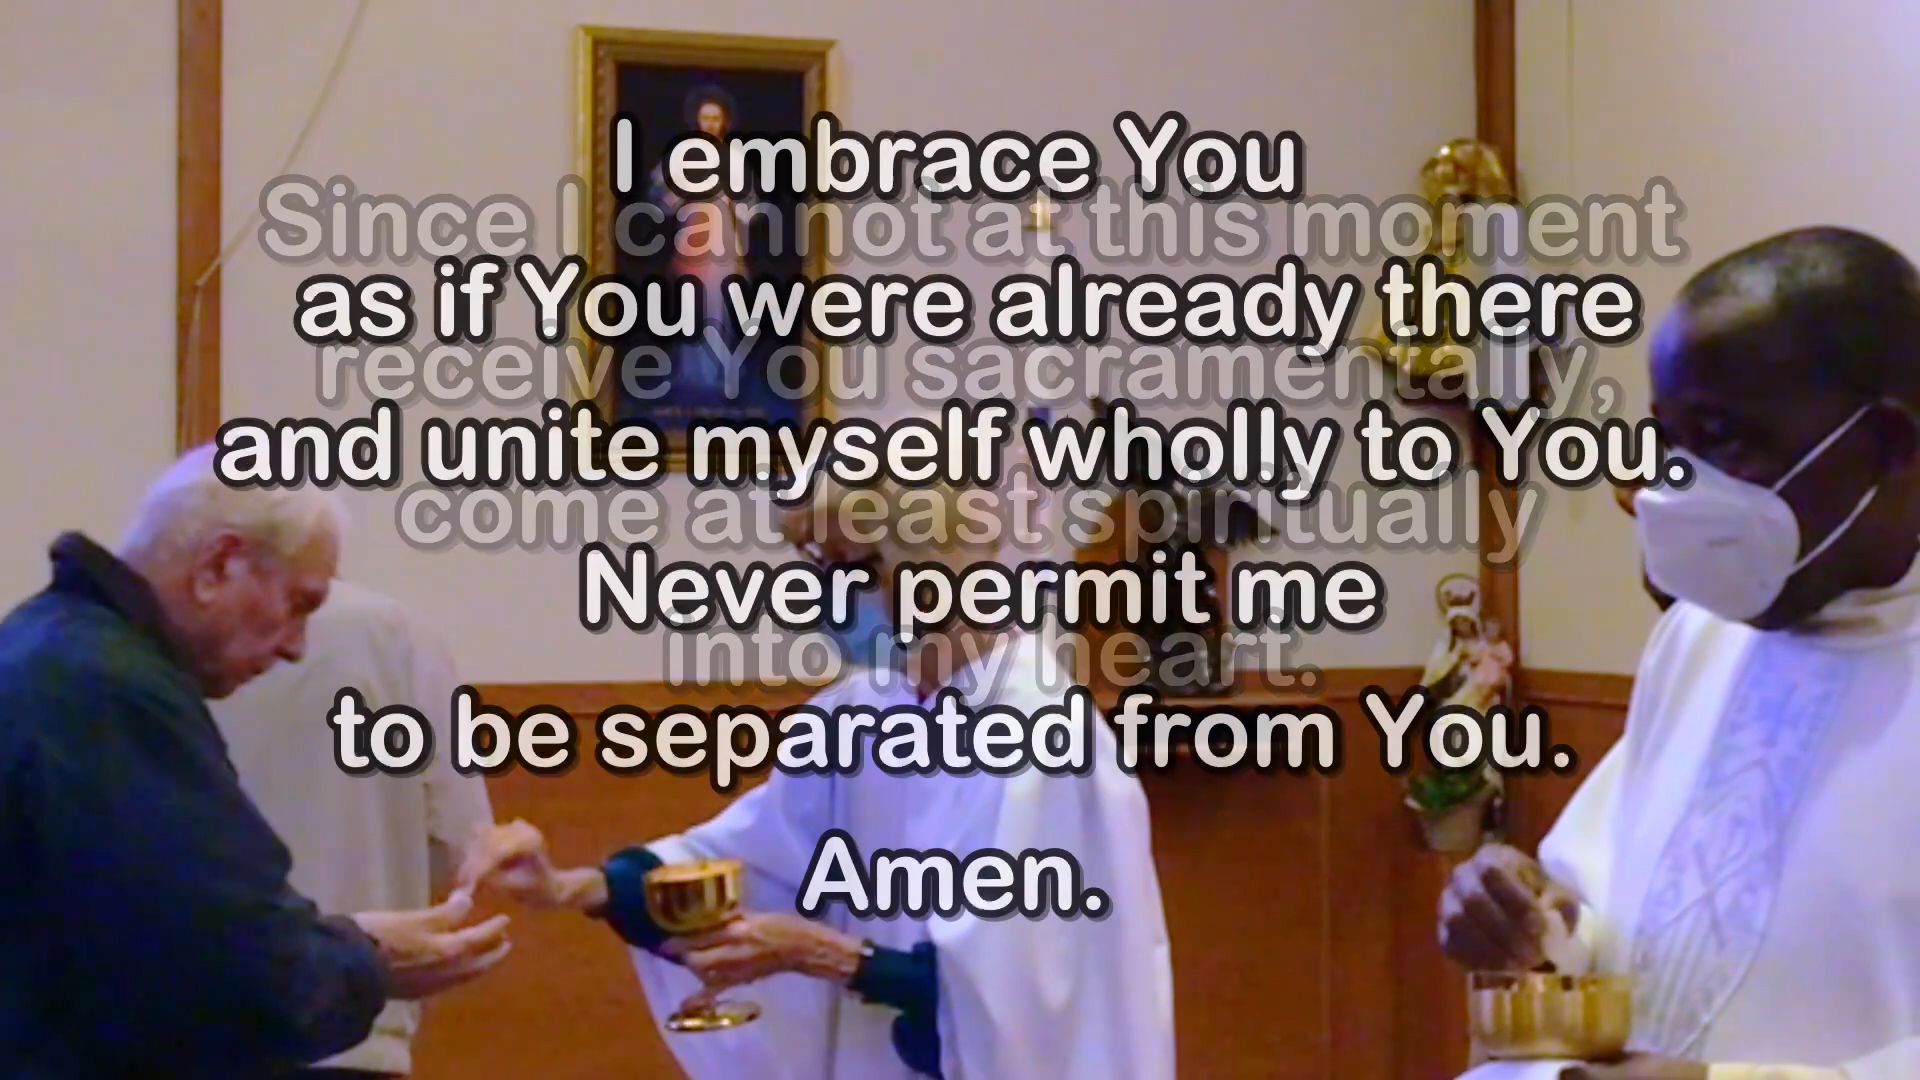 I embrace You
Since I cannot at this moment
as if You were already there
receive You sacramentally,
and unite myself wholly to You.
come at least spiritually
Never permit me
into my heart.
to be separated from You.
Amen.